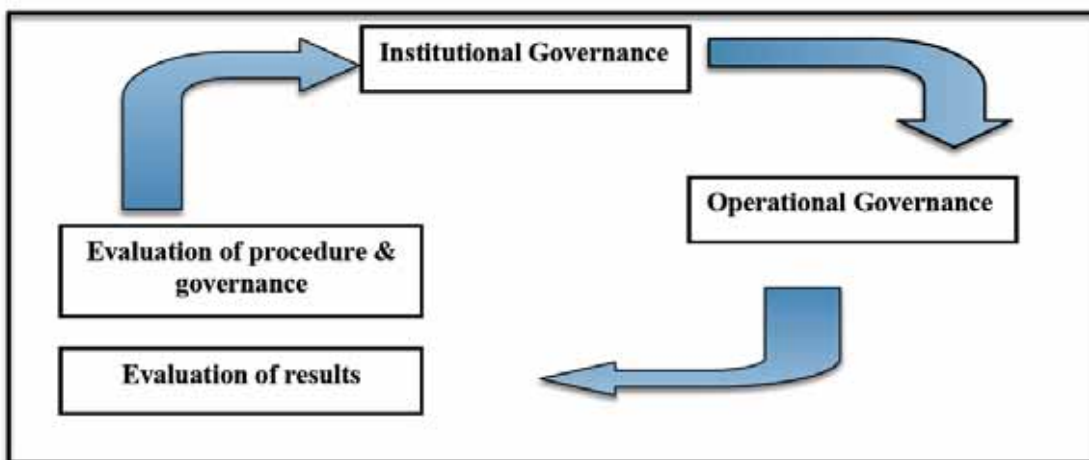 Institutional Governance
Operational Governance
Evaluation of procedure &
governance
Evaluation of results